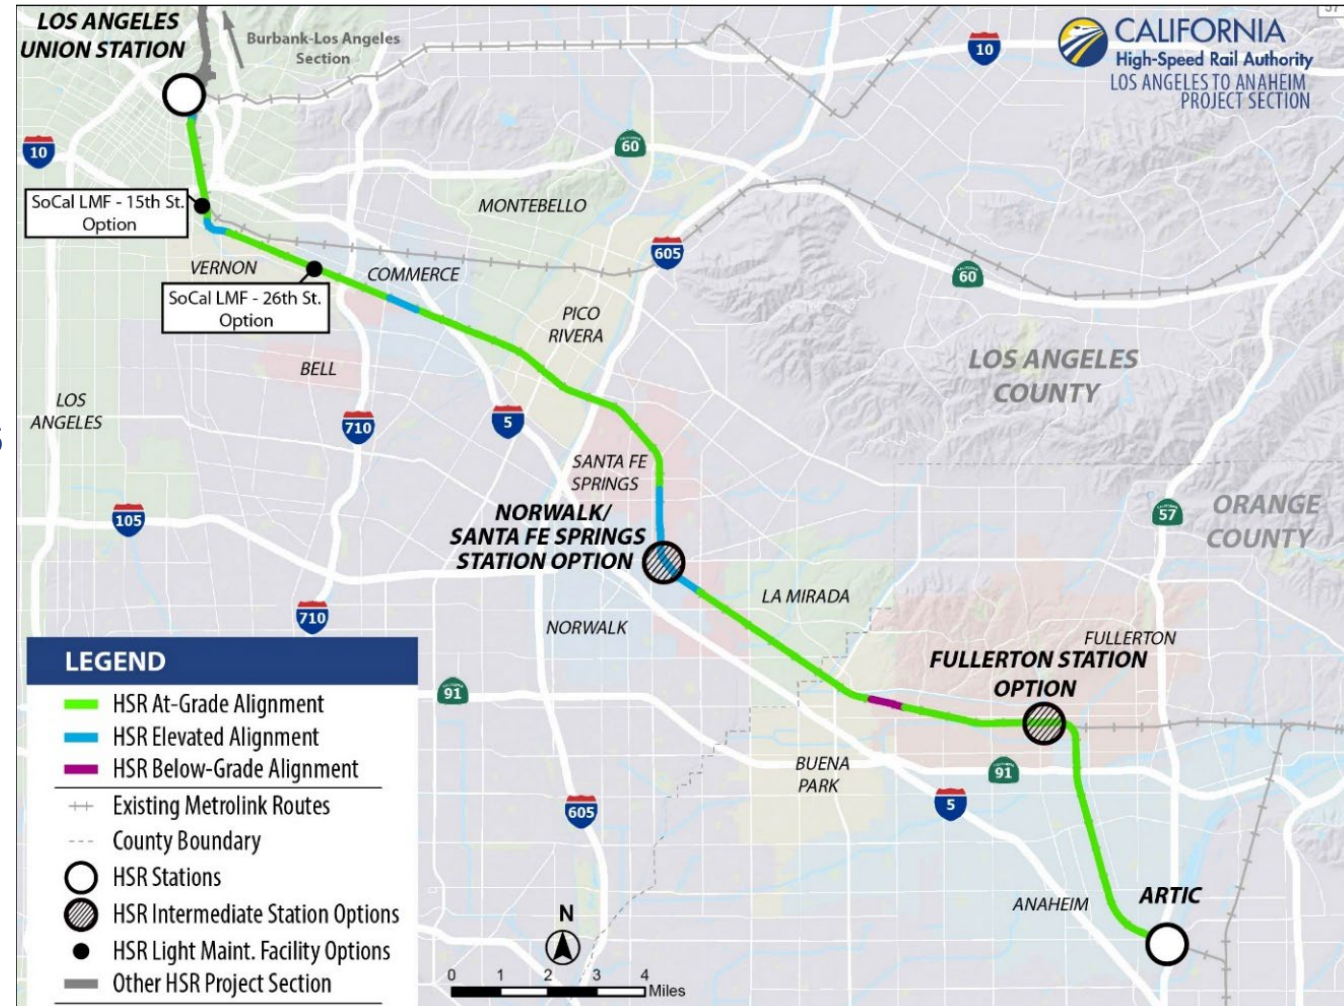 LOS ANGELES
UNION STATION
Burbank-Los Angeles
Section
CALIFORNIA
High-Speed Rail Authority
LOS ANGELES TO ANAHEIM
PROJECT SECTION
57
10
10
60
SoCal LMF - 15th St.
Option
MONTEBELLO
605
60
VERNON
COMMERCE
SoCal LMF - 26th St.
Option
PICO
RIVERA
BELL
LOS ANGELES
COUNTY
LOS
ANGELES
710
5
SANTA FE
SPRINGS
105
NORWALK/
SANTA FE SPRINGS
STATION OPTION
57
ORANGE
COUNTY
710
NORWALK
LA MIRADA
FULLERTON
FULLERTON STATION
OPTION
91
BUENA
PARK
91
5
605
ANAHEIM
ARTIC
LEGEND
HSR At-Grade Alignment
HSR Elevated Alignment
HSR Below-Grade Alignment
Existing Metrolink Routes
County Boundary
HSR Stations
HSR Intermediate Station Options
HSR Light Maint. Facility Options
Other HSR Project Section
N
0 1 2 3 4
Miles